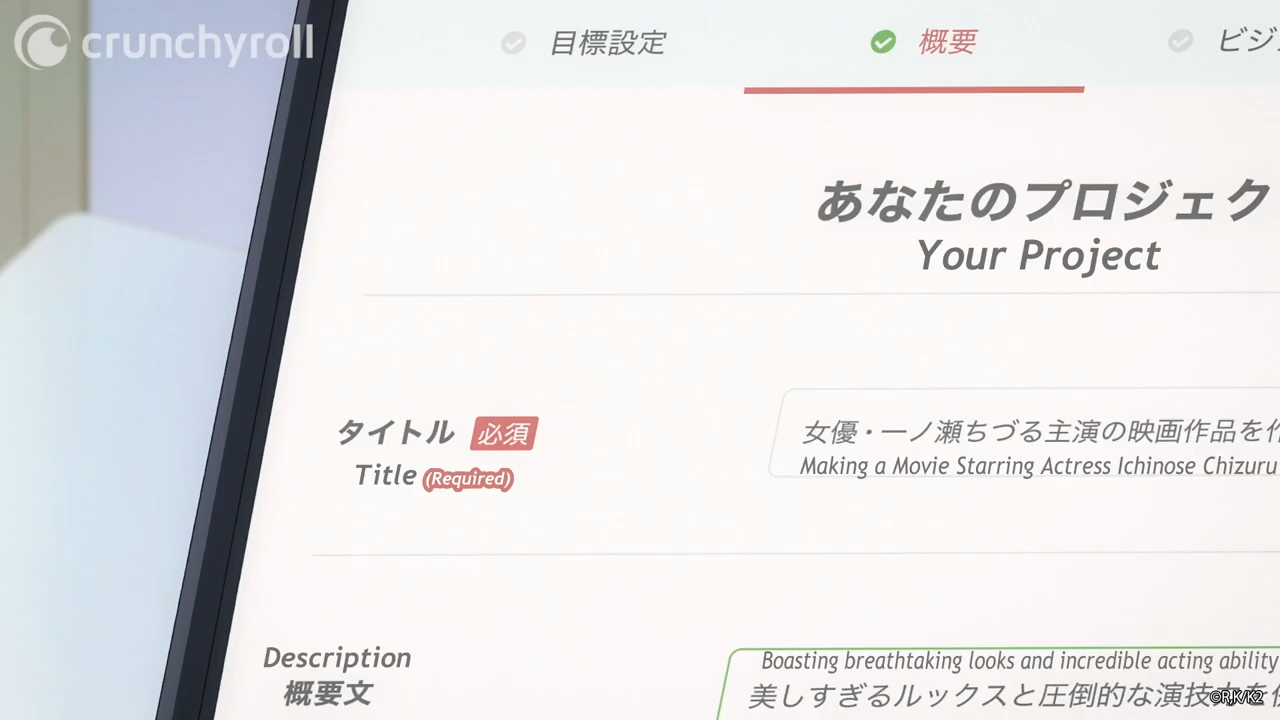 crunchyroll
目標設定
概要
ビジ
あなたのプロジェク
Your Project
タイトル 必須
女優・一ノ瀬ちづる主演の映画作品を作
Title (Required)
Making a Movie Starring Actress Ichinose Chizuru
Description
Boasting breathtaking looks and incredible acting ability
概要文
美しすぎるルックスと圧倒的な演技力を
©R,K/K2